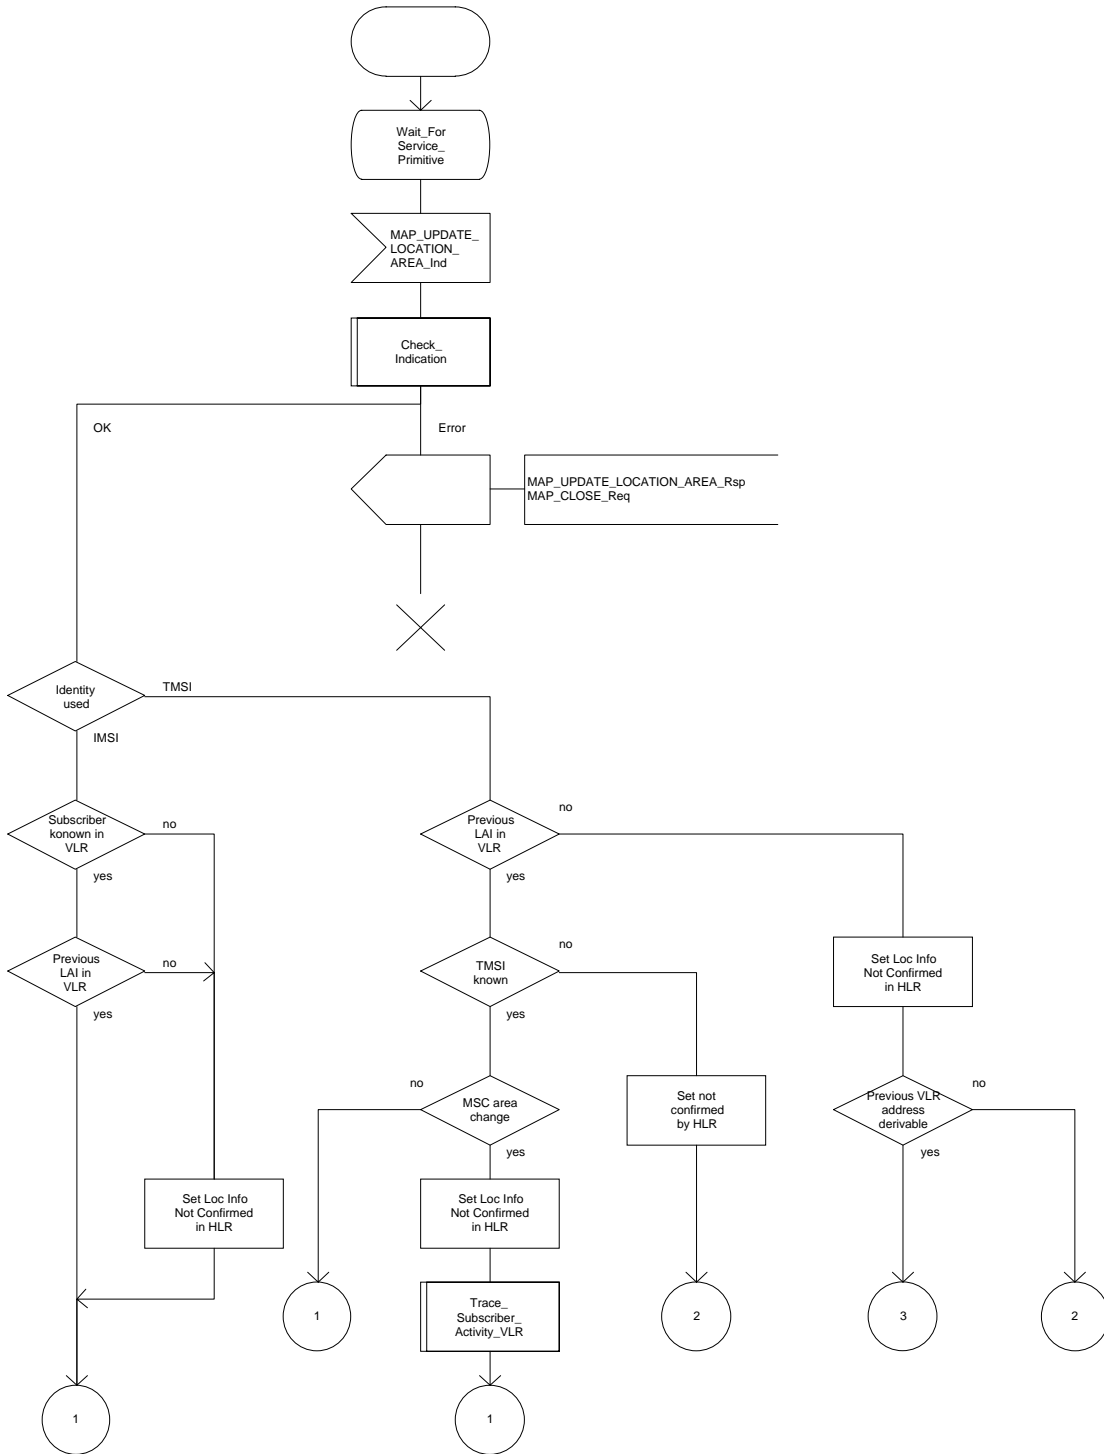 Wait_For
Service_
Primitive
MAP_UPDATE_
LOCATION_
AREA_Ind
Check_
Indication
OK
Error
MAP_UPDATE_LOCATION_AREA_Rsp
MAP_CLOSE_Req
Identity
used
TMSI
IMSI
Subscriber
konown in
VLR
no
yes
Previous
LAI in
VLR
no
yes
Previous
LAI in
VLR
no
yes
TMSI
known
no
yes
Set Loc Info
Not Confirmed
in HLR
MSC area
change
no
yes
Set not
confirmed
by HLR
Previous VLR
address
derivable
no
yes
Set Loc Info
Not Confirmed
in HLR
Set Loc Info
Not Confirmed
in HLR
Trace_
Subscriber_
Activity_VLR
1
2
3
2
1
1